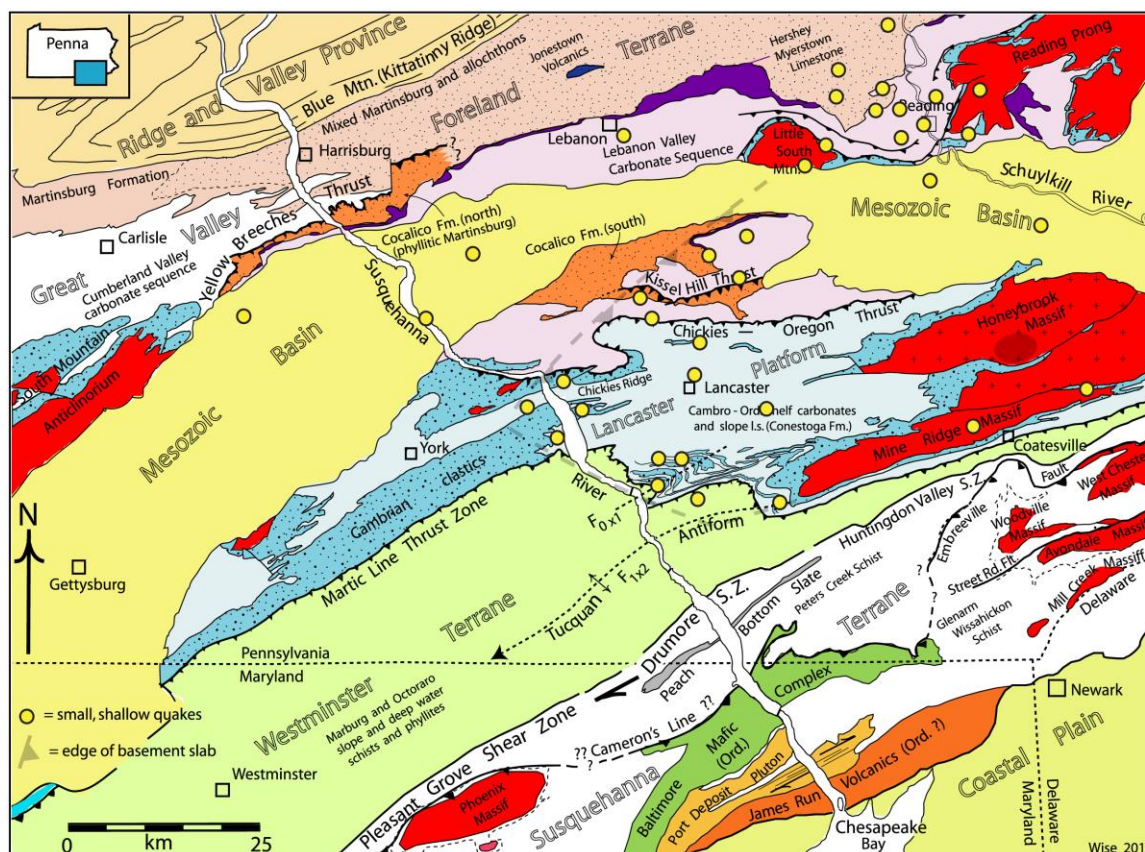 Penna
Ridge and Valley Province
Blue Mtn. (Kittatinny Ridge)
Mixed Martinsburg and allochthons
Foreland
Terrane
Jonestown
Volcanics
Hershey
Myerstown
Limestone
Reading Prong
Reading
Lebanon
Lebanon Valley
Carbonate Sequence
Little
South
Mtn.
Harrisburg
Martinsburg Formation
? ?
Schuylkill
River
Carlisle
Great
Valley
Yellow Breeches Thrust
Cumberland Valley
carbonate sequence
Cocalico Fm. (north)
(phyllitic Martinsburg)
Cocalico Fm. (south)
Mesozoic Basin
Susquehanna
River
Kissel Hill Thrust
Chickies — Oregon Thrust
Honeybrook
Massif
South Mountain
Anticlinorium
Mesozoic
Basin
Chickies Ridge
Lancaster
Platform
Lancaster
Cambro - Ord. shelf carbonates
and slope l.s. (Conestoga Fm.)
Mine Ridge Massif
Coatesville
York
Cambrian clastics
Martic Line Thrust Zone
F0x1
F1x2
Tucquan
Antiform
Huntingdon Valley S.Z.
Embreeville
Fault
West Chester
Massif
Woodville
Massif
Avondale Massif
Street Rd. Flt.
Mill Creek Massif
Delaware
N
Gettysburg
Drumore S. Z.
Peach Bottom Slate
Peters Creek Schist
Terrane
Glenarm
Wissahickon
Schist
?
?
Pennsylvania
Maryland
Westminster
Terrane
Marburg and Octoraro
slope and deep water
schists and phyllites
= small, shallow quakes
= edge of basement slab
Westminster
Pleasant Grove Shear Zone
?? Cameron's Line ??
?
Phoenix
Massif
Susquehanna
Baltimore
Mafic
(Ord.)
Complex
Port Deposit Pluton
James Run Volcanics (Ord. ?)
Newark
Coastal Plain
Delaware
Maryland
Chesapeake
Bay
0 km 25
Wise 201